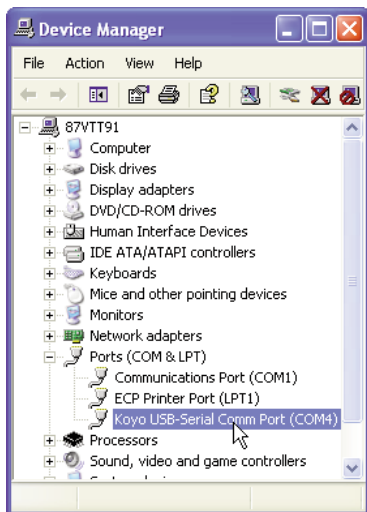 Device Manager
File Action View Help
87VTT91
Computer
Disk drives
Display adapters
DVD/CD-ROM drives
Human Interface Devices
IDE ATA/ATAPI controllers
Keyboards
Mice and other pointing devices
Monitors
Network adapters
Ports (COM & LPT)
Communications Port (COM1)
ECP Printer Port (LPT1)
Koyo USB-Serial Comm Port (COM4)
Processors
Sound, video and game controllers